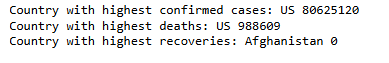 Country with highest confirmed cases: US 80625120
Country with highest deaths: US 988609
Country with highest recoveries: Afghanistan 0